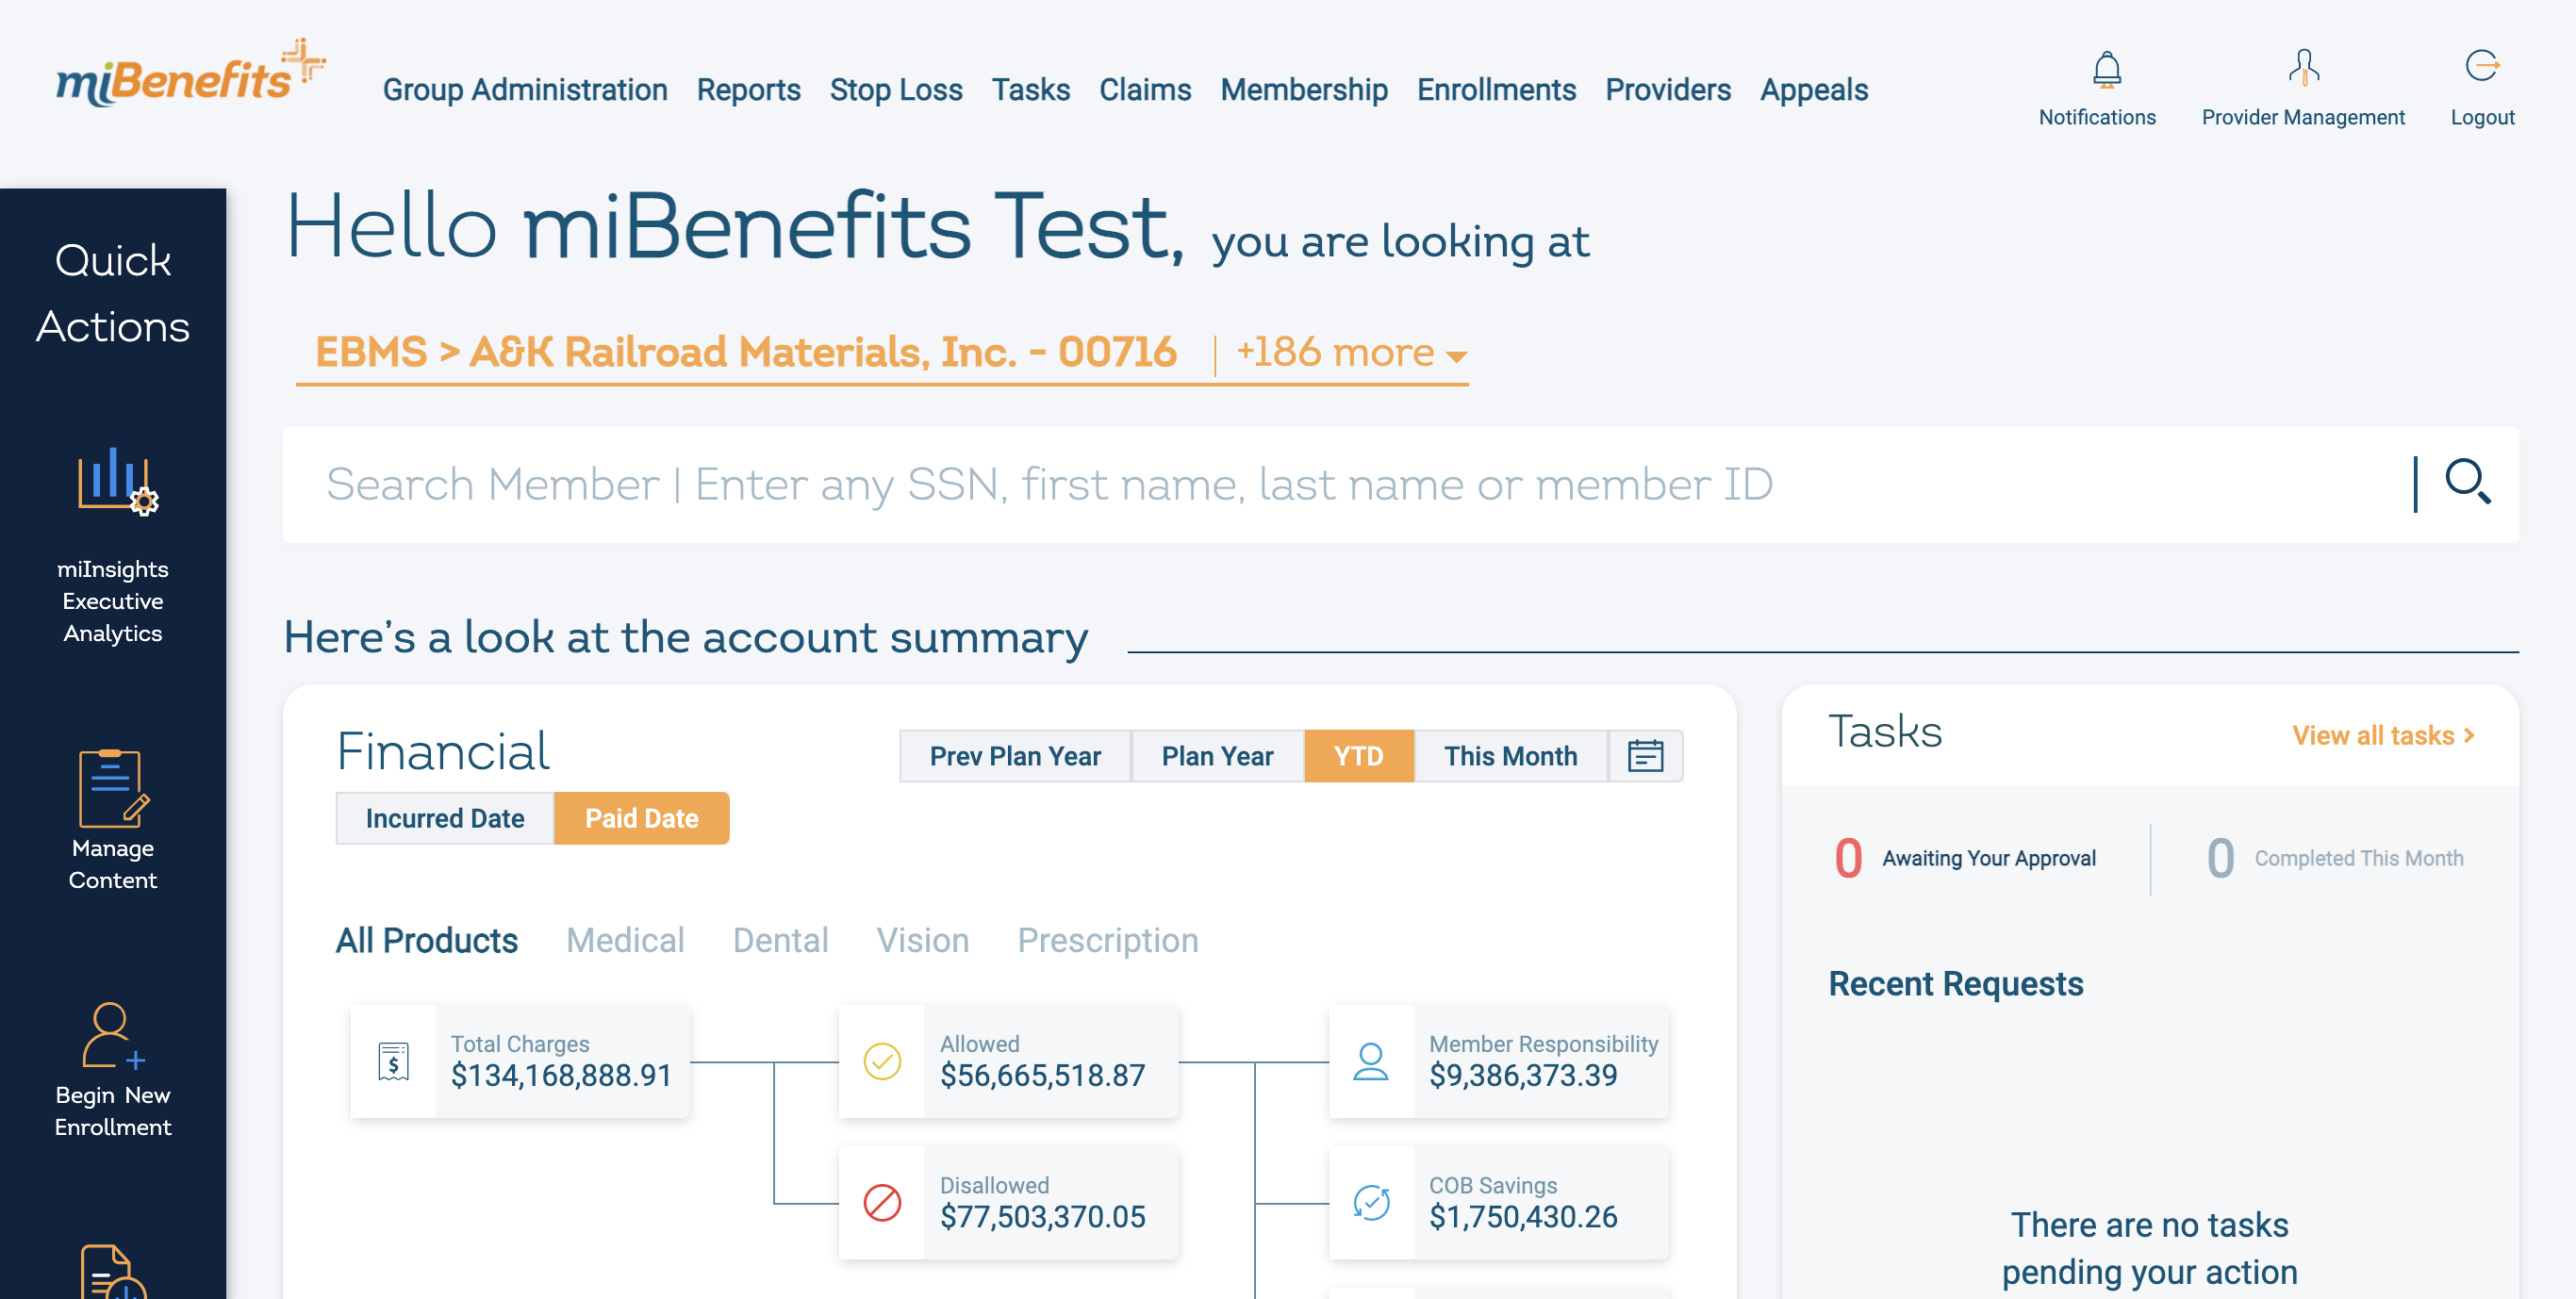 miBenefits
Group Administration Reports Stop Loss Tasks Claims Membership Enrollments Providers Appeals
Notifications
Provider Management
Logout
Quick
Actions
miInsights
Executive
Analytics
Manage
Content
Begin New
Enrollment
Hello miBenefits Test, you are looking at
EBMS > A&K Railroad Materials, Inc. - 00716 | +186 more
Search Member | Enter any SSN, first name, last name or member ID
Here's a look at the account summary
Financial
Prev Plan Year Plan Year YTD This Month
Incurred Date Paid Date
All Products Medical Dental Vision Prescription
Total Charges
$134,168,888.91
Allowed
$56,665,518.87
Member Responsibility
$9,386,373.39
Disallowed
$77,503,370.05
COB Savings
$1,750,430.26
Tasks
View all tasks >
0 Awaiting Your Approval
0 Completed This Month
Recent Requests
There are no tasks
pending your action